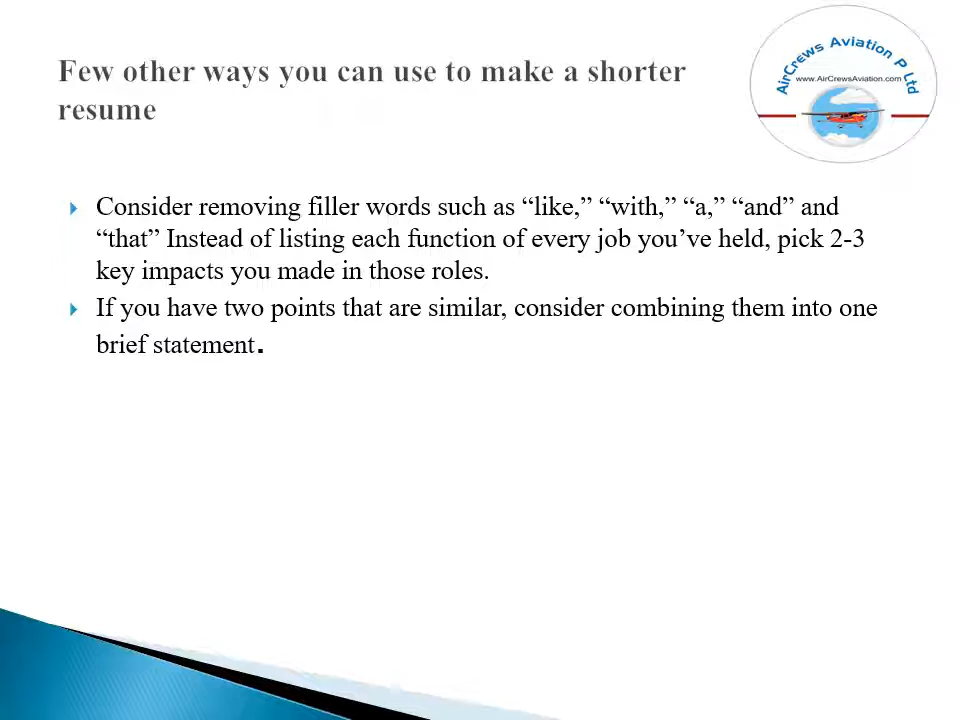 Few other ways you can use to make a shorter
resume
AirCrews Aviation P Ltd
www.AirCrewsAviation.com
Consider removing filler words such as “like,” “with,” “a,” “and” and
“that” Instead of listing each function of every job you’ve held, pick 2-3
key impacts you made in those roles.
If you have two points that are similar, consider combining them into one
brief statement.